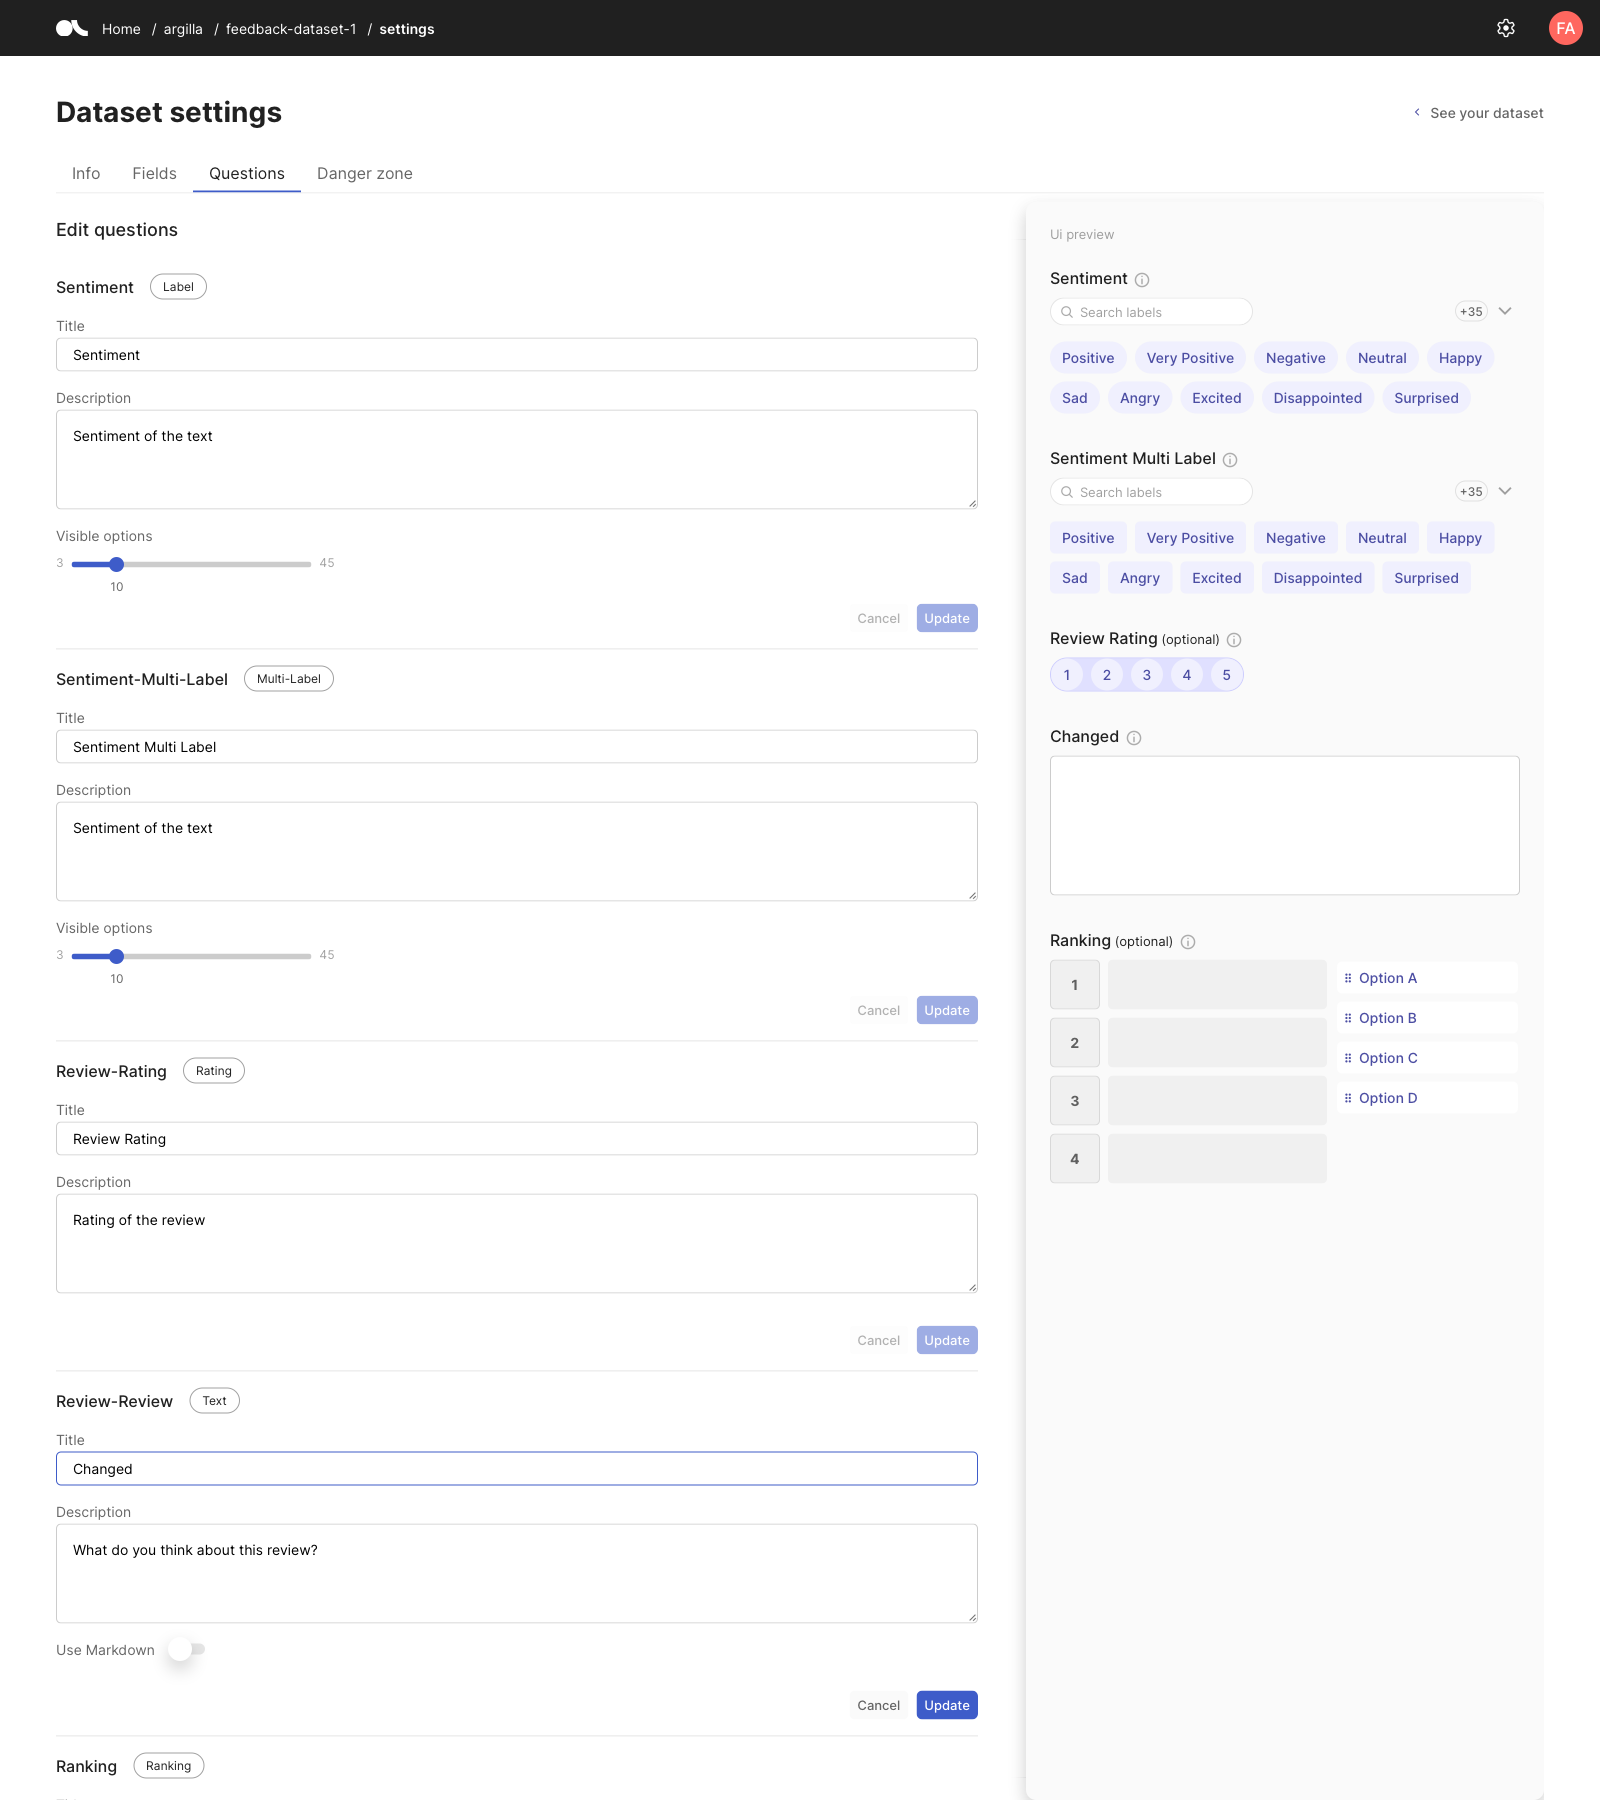 Home / argilla / feedback-dataset-1 / settings
FA
Dataset settings
See your dataset
Info Fields Questions Danger zone
Edit questions
Sentiment Label
Title
Sentiment
Description
Sentiment of the text
Visible options
3 45
10
Cancel Update
Sentiment-Multi-Label Multi-Label
Title
Sentiment Multi Label
Description
Sentiment of the text
Visible options
3 45
10
Cancel Update
Review-Rating Rating
Title
Review Rating
Description
Rating of the review
Cancel Update
Review-Review Text
Title
Changed
Description
What do you think about this review?
Use Markdown
Cancel Update
Ranking Ranking
Ui preview
Sentiment
Search labels +35
Positive Very Positive Negative Neutral Happy
Sad Angry Excited Disappointed Surprised
Sentiment Multi Label
Search labels +35
Positive Very Positive Negative Neutral Happy
Sad Angry Excited Disappointed Surprised
Review Rating (optional)
1 2 3 4 5
Changed
Ranking (optional)
1 Option A
2 Option B
3 Option C
4 Option D